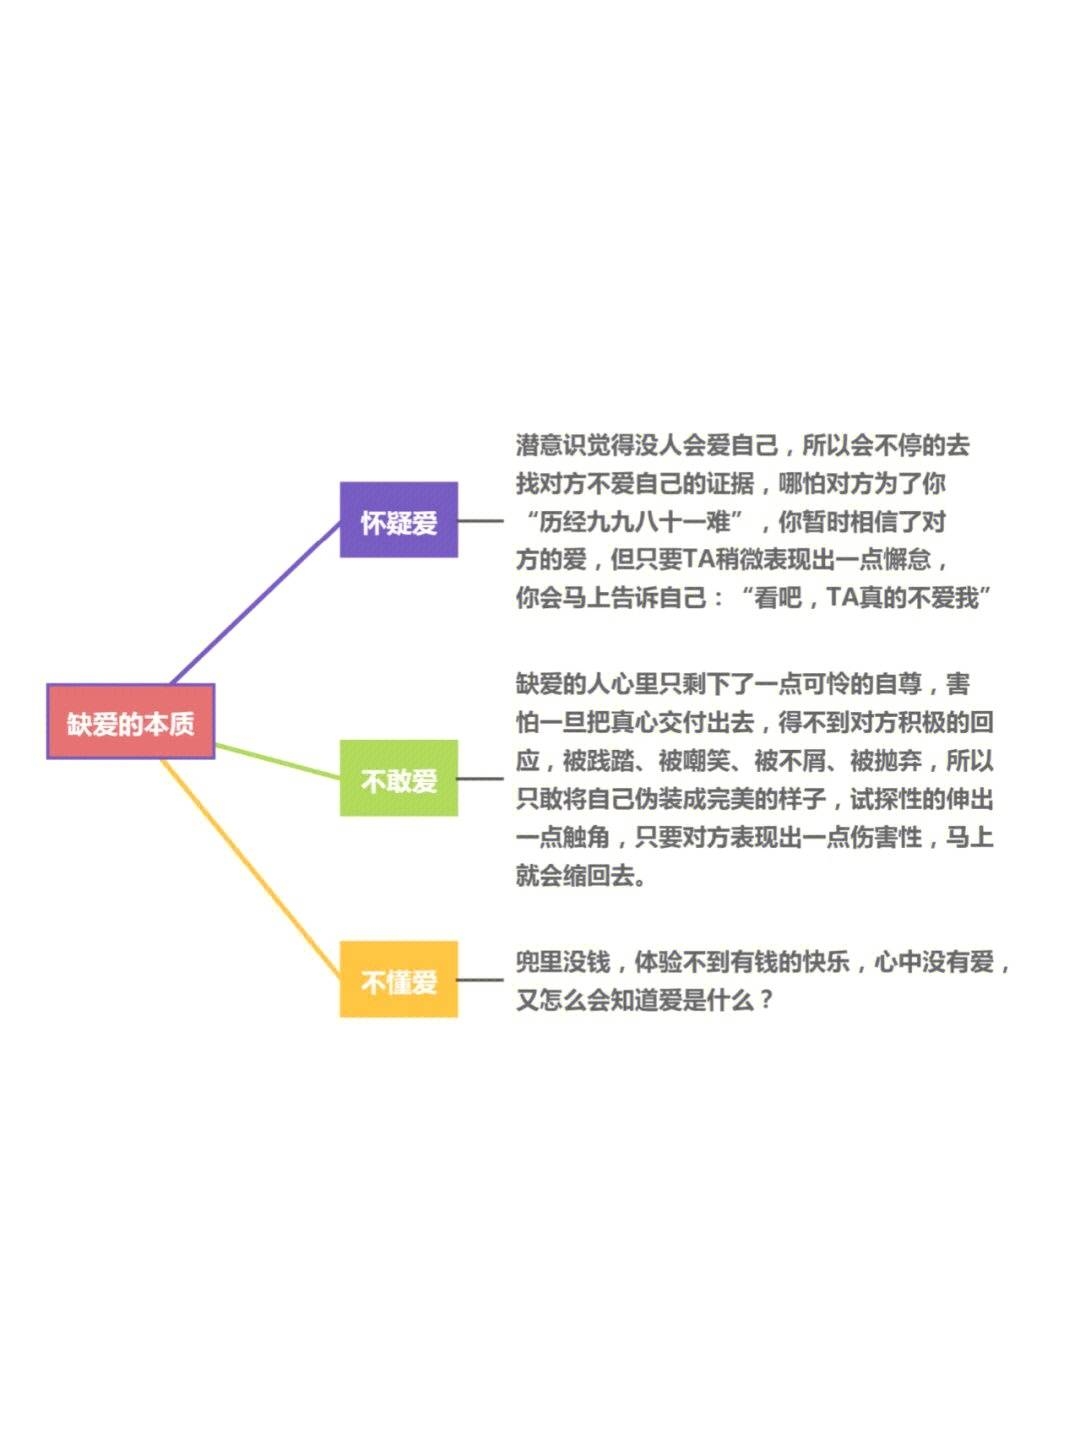 缺爱的本质
怀疑爱
潜意识觉得没人会爱自己，所以会不停的去
找对方不爱自己的证据，哪怕对方为了你
“历经九九八十一难”，你暂时相信了对
方的爱，但只要TA稍微表现出一点懈怠，
你会马上告诉自己：“看吧，TA真的不爱我”
不敢爱
缺爱的人心里只剩下了一点可怜的自尊，害
怕一旦把真心交付出去，得不到对方积极的回
应，被践踏、被嘲笑、被不屑、被抛弃，所以
只敢将自己伪装成完美的样子，试探性的伸出
一点触角，只要对方表现出一点伤害性，马上
就会缩回去。
不懂爱
兜里没钱，体验不到有钱的快乐，心中没有爱，
又怎么会知道爱是什么？